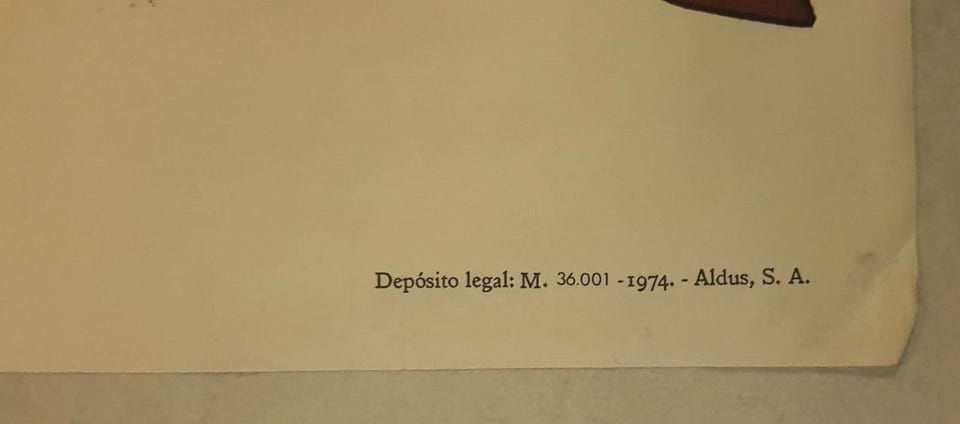 Depósito legal: M. 36.001 -1974. - Aldus, S. A.